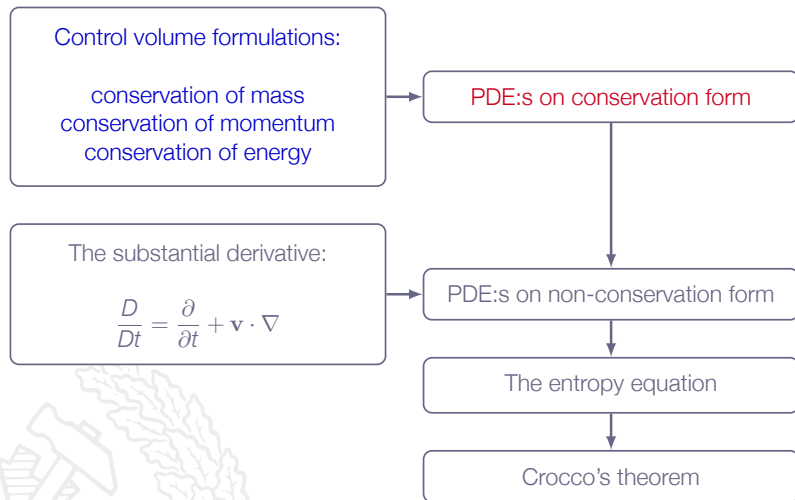 Control volume formulations:
conservation of mass
conservation of momentum
conservation of energy
PDE:s on conservation form
The substantial derivative:
D/Dt = ∂/∂t + v · ∇
PDE:s on non-conservation form
The entropy equation
Crocco's theorem